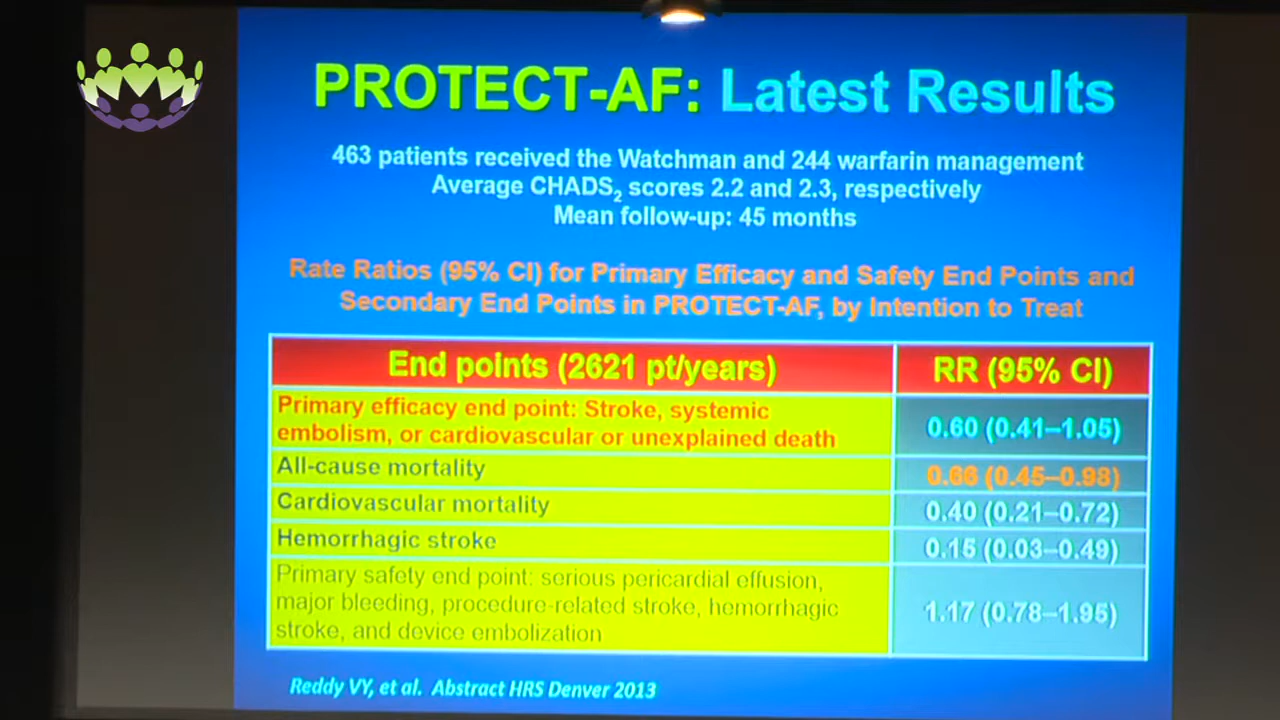 PROTECT-AF: Latest Results
463 patients received the Watchman and 244 warfarin management
Average CHADS2 scores 2.2 and 2.3, respectively
Mean follow-up: 45 months
Rate Ratios (95% CI) for Primary Efficacy and Safety End Points and
Secondary End Points in PROTECT-AF, by Intention to Treat
End points (2621 pt/years) RR (95% CI)
Primary efficacy end point: Stroke, systemic
embolism, or cardiovascular or unexplained death 0.60 (0.41–1.05)
All-cause mortality 0.66 (0.45–0.98)
Cardiovascular mortality 0.40 (0.21–0.72)
Hemorrhagic stroke 0.15 (0.03–0.49)
Primary safety end point: serious pericardial effusion,
major bleeding, procedure-related stroke, hemorrhagic 1.17 (0.78–1.95)
stroke, and device embolization
Reddy VY, et al. Abstract HRS Denver 2013